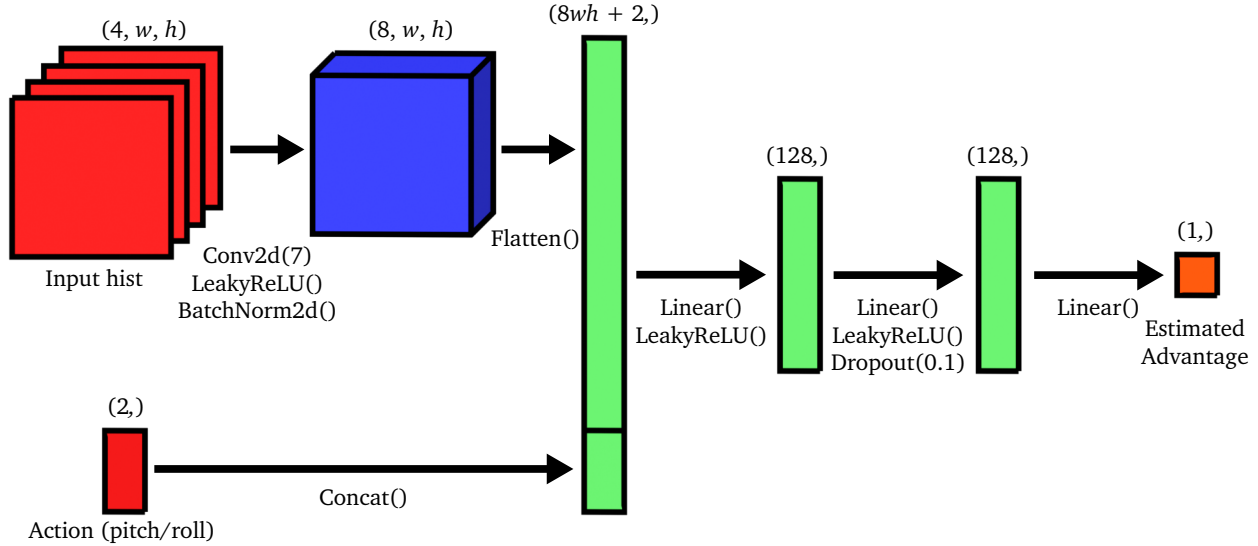 (4, w, h)
(8, w, h)
(8wh + 2,)
(128,)
(128,)
(1,)
Input hist
Conv2d(7)
LeakyReLU()
BatchNorm2d()
Flatten()
Linear()
LeakyReLU()
Linear()
LeakyReLU()
Dropout(0.1)
Linear()
Estimated
Advantage
(2,)
Concat()
Action (pitch/roll)